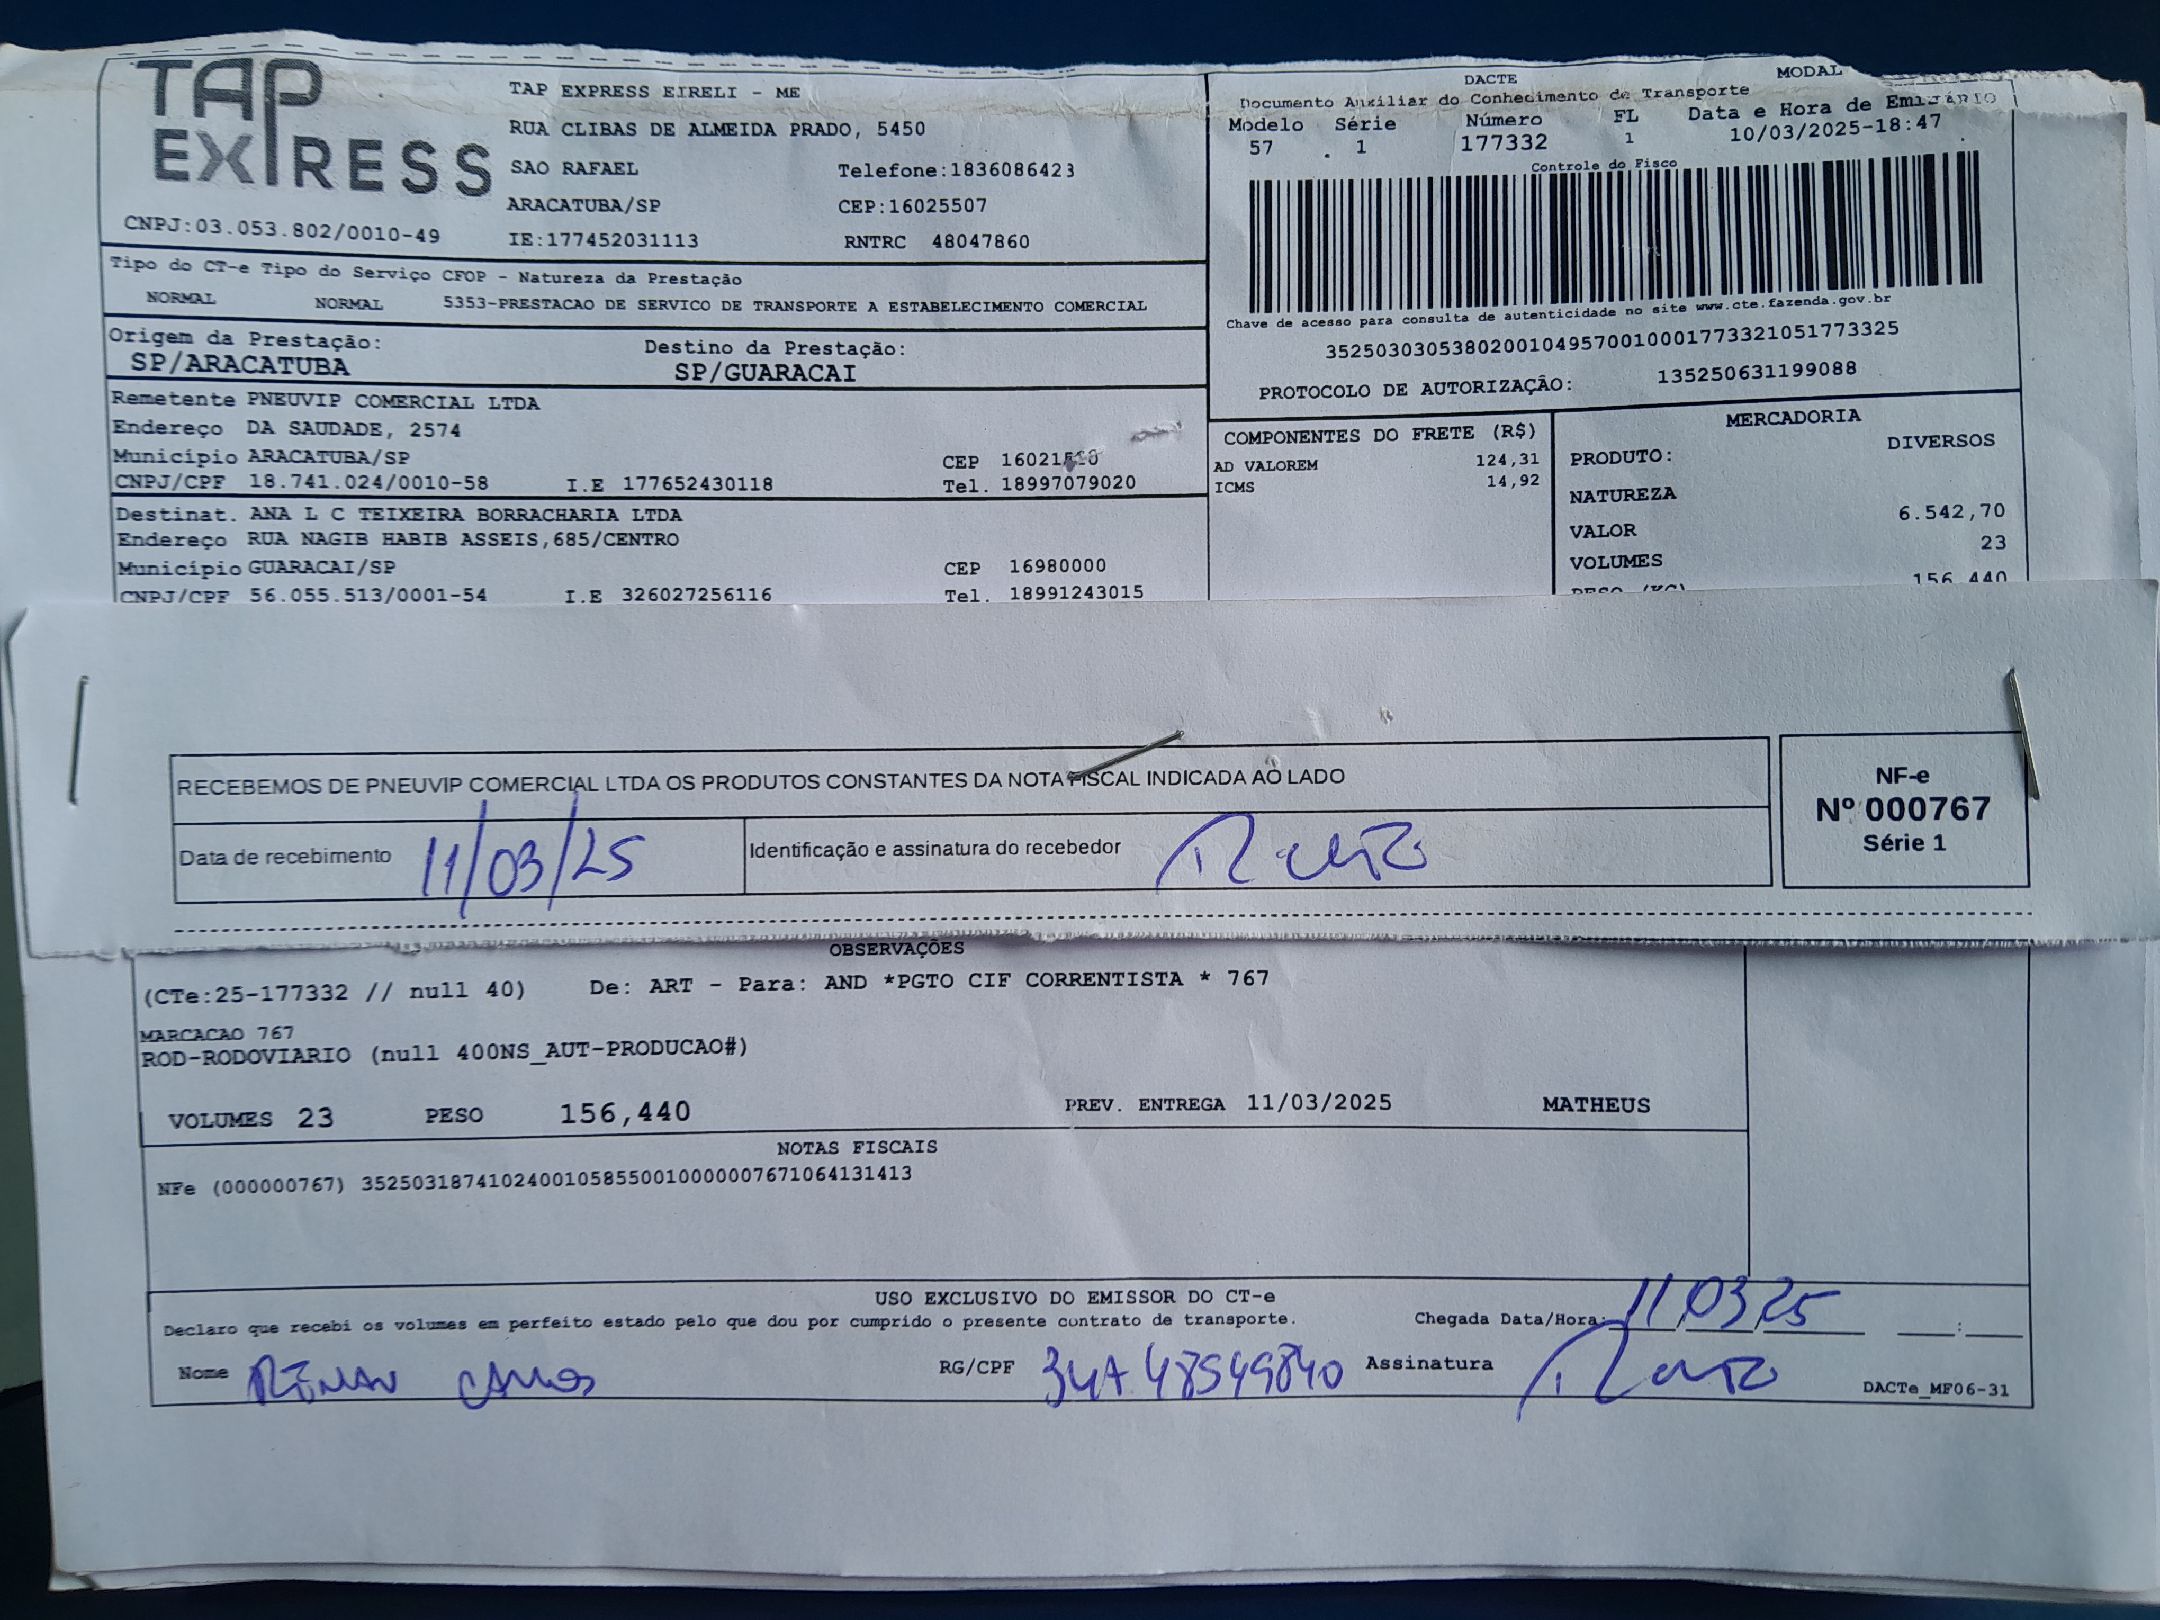 TAP EXPRESS
CNPJ:03.053.802/0010-49
TAP EXPRESS EIRELI - ME
RUA CLIBAS DE ALMEIDA PRADO, 5450
SAO RAFAEL Telefone:1836086423
ARACATUBA/SP CEP:16025507
IE:177452031113 RNTRC 48047860
DACTE MODAL
Documento Auxiliar do Conhecimento de Transporte
Modelo Série Número FL Data e Hora de
57 1 177332 1 10/03/2025-18:47
Controle do Fisco
Chave de acesso para consulta de autenticidade no site www.cte.fazenda.gov.br
35250303053802001049570010001773321051773325
PROTOCOLO DE AUTORIZAÇÃO: 135250631199088
Tipo do CT-e Tipo do Serviço CFOP - Natureza da Prestação
NORMAL NORMAL 5353-PRESTACAO DE SERVICO DE TRANSPORTE A ESTABELECIMENTO COMERCIAL
Origem da Prestação: Destino da Prestação:
SP/ARACATUBA SP/GUARACAI
Remetente PNEUVIP COMERCIAL LTDA
Endereço DA SAUDADE, 2574
Município ARACATUBA/SP CEP
CNPJ/CPF 18.741.024/0010-58 I.E 177652430118 Tel. 18997079020
Destinat. ANA L C TEIXEIRA BORRACHARIA LTDA
Endereço RUA NAGIB HABIB ASSEIS,685/CENTRO
Município GUARACAI/SP CEP 16980000
CNPJ/CPF 56.055.513/0001-54 I.E 326027256116 Tel. 18991243015
COMPONENTES DO FRETE (R$)
AD VALOREM 124,31
ICMS 14,92
MERCADORIA
PRODUTO: DIVERSOS
NATUREZA
VALOR 6.542,70
VOLUMES 23
PESO (KG) 156,440
RECEBEMOS DE PNEUVIP COMERCIAL LTDA OS PRODUTOS CONSTANTES DA NOTA FISCAL INDICADA AO LADO
Data de recebimento 11/03/25 Identificação e assinatura do recebedor
NF-e
Nº 000767
Série 1
OBSERVAÇÕES
(CTe:25-177332 // null 40) De: ART - Para: AND *PGTO CIF CORRENTISTA * 767
MARCACAO 767
ROD-RODOVIARIO (null 400NS_AUT-PRODUCAO#)
VOLUMES 23 PESO 156,440 PREV. ENTREGA 11/03/2025 MATHEUS
NOTAS FISCAIS
NFe (000000767) 35250318741024001058550010000007671064131413
USO EXCLUSIVO DO EMISSOR DO CT-e
Declaro que recebi os volumes em perfeito estado pelo que dou por cumprido o presente contrato de transporte. Chegada Data/Hora: 11/03/25
Nome RG/CPF Assinatura
DACTe_MF06-31